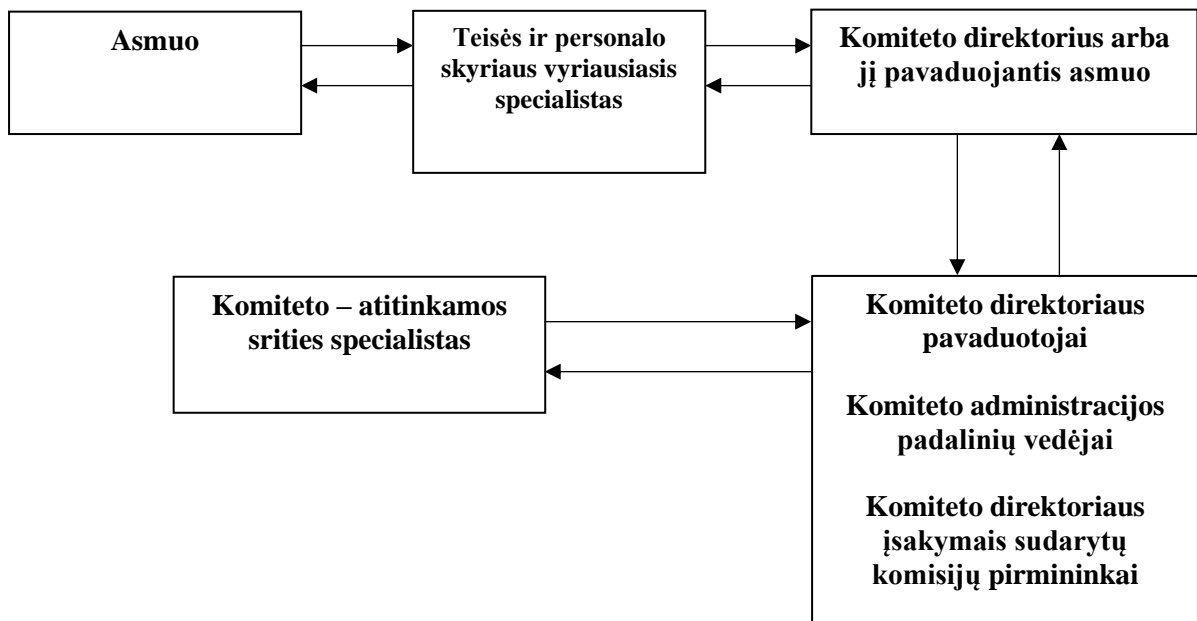 Asmuo
Teisės ir personalo
skyriaus vyriausiasis
specialistas
Komiteto direktorius arba
jį pavaduojantis asmuo
Komiteto – atitinkamos
srities specialistas
Komiteto direktoriaus
pavaduotojai
Komiteto administracijos
padalinių vedėjai
Komiteto direktoriaus
įsakymais sudarytų
komisijų pirmininkai